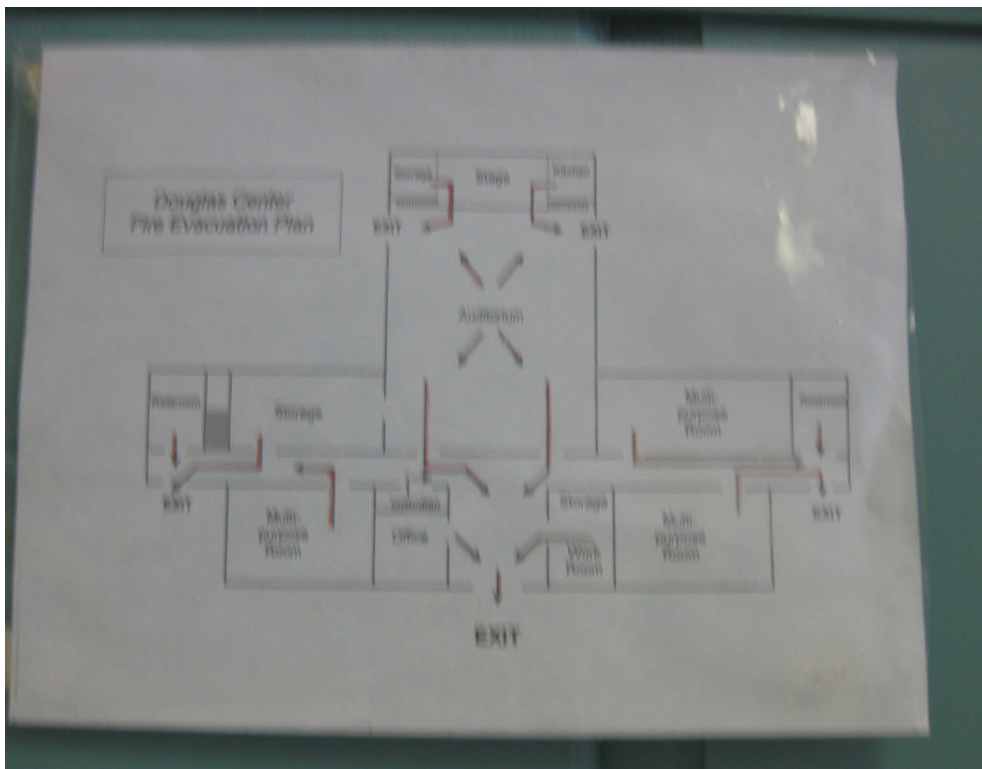 Douglas Center
Fire Evacuation Plan
Storage
Stage
Kitchen
EXIT
EXIT
Auditorium
Restroom
Storage
Multi-
purpose
Room
Restroom
EXIT
Multi-
purpose
Room
Custodian
Office
Storage
Work
Room
Multi-
purpose
Room
EXIT
EXIT